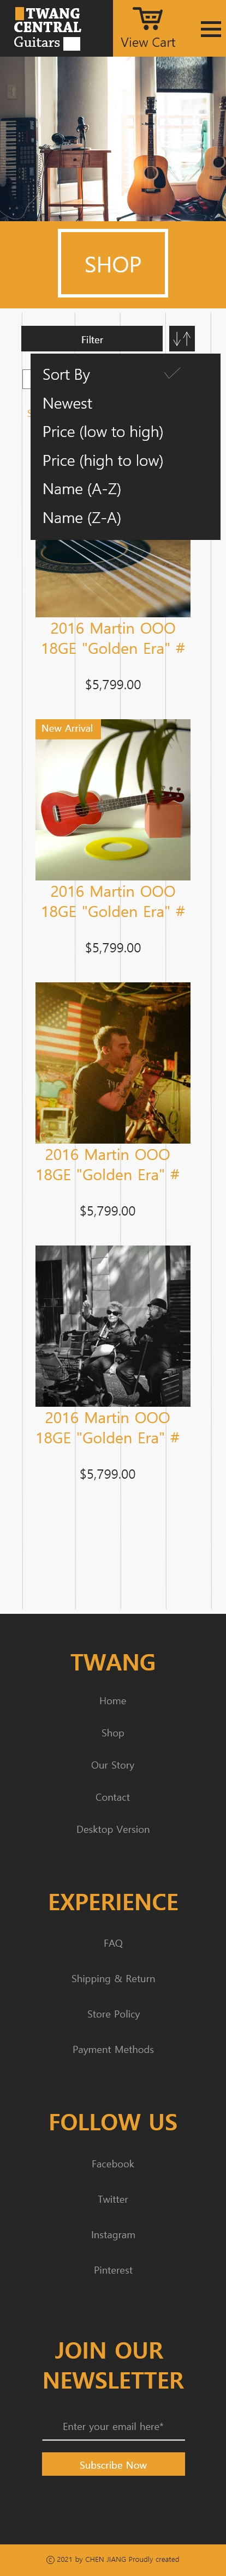 TWANG
CENTRAL
Guitars
View Cart
SHOP
Filter
Sort By
Newest
Price (low to high)
Price (high to low)
Name (A-Z)
Name (Z-A)
2016 Martin OOO
18GE "Golden Era" #
$5,799.00
New Arrival
2016 Martin OOO
18GE "Golden Era" #
$5,799.00
2016 Martin OOO
18GE "Golden Era" #
$5,799.00
2016 Martin OOO
18GE "Golden Era" #
$5,799.00
TWANG
Home
Shop
Our Story
Contact
Desktop Version
EXPERIENCE
FAQ
Shipping & Return
Store Policy
Payment Methods
FOLLOW US
Facebook
Twitter
Instagram
Pinterest
JOIN OUR
NEWSLETTER
Enter your email here*
Subscribe Now
© 2021 by CHEN JIANG Proudly created